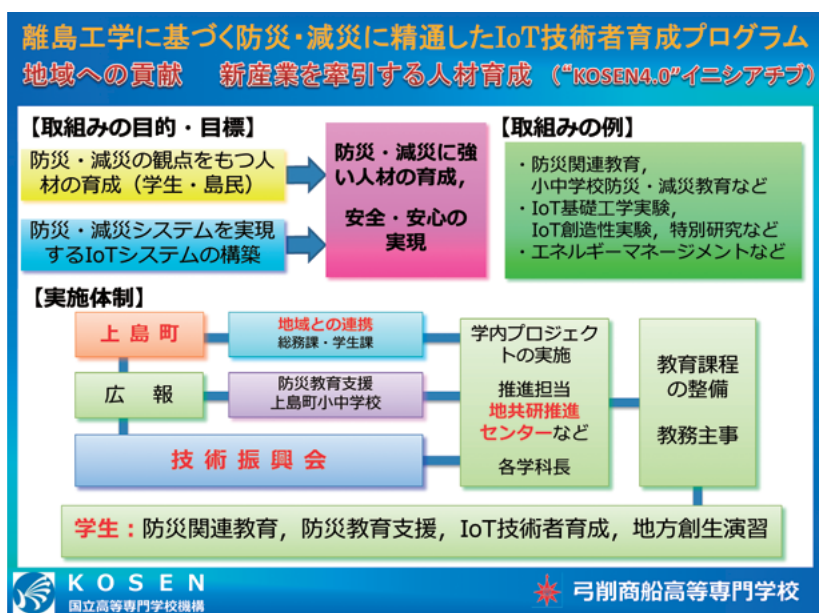 離島工学に基づく防災・減災に精通したIoT技術者育成プログラム
地域への貢献　新産業を牽引する人材育成（“KOSEN4.0”イニシアチブ）
【取組みの目的・目標】
防災・減災の観点をもつ人
材の育成（学生・島民）
防災・減災システムを実現
するIoTシステムの構築
防災・減災に強
い人材の育成，
安全・安心の
実現
【取組みの例】
・防災関連教育，
小中学校防災・減災教育など
・IoT基礎工学実験，
IoT創造性実験，特別研究など
・エネルギーマネージメントなど
【実施体制】
上島町
地域との連携
総務課・学生課
広報
防災教育支援
上島町小中学校
技術振興会
学内プロジェク
トの実施
推進担当
地共研推進
センターなど
各学科長
教育課程
の整備
教務主事
学生：防災関連教育，防災教育支援，IoT技術者育成，地方創生演習
KOSEN
国立高等専門学校機構
弓削商船高等専門学校